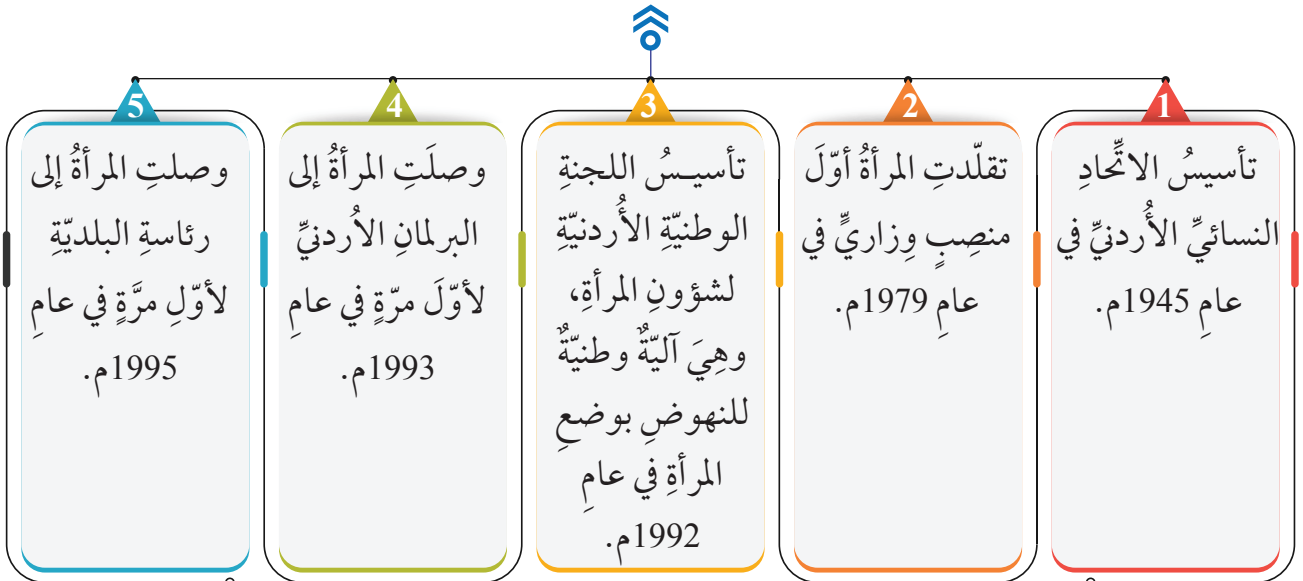 1
تأسيسُ الاتِّحادِ
النسائيِّ الأُردنيِّ في
عامِ 1945م.
2
تقلّدتِ المرأةُ أوّلَ
منصِبٍ وِزاريٍّ في
عامِ 1979م.
3
تأسيسُ اللجنةِ
الوطنيّةِ الأُردنيّةِ
لشؤونِ المرأةِ،
وهِيَ آليّةٌ وطنيّةٌ
للنهوضِ بوضعِ
المرأةِ في عامِ
1992م.
4
وصلَتِ المرأةُ إلى
البرلمانِ الأُردنيِّ
لأوّلَ مرّةٍ في عامِ
1993م.
5
وصلتِ المرأةُ إلى
رئاسةِ البلديّةِ
لأوّلِ مرَّةٍ في عامِ
1995م.